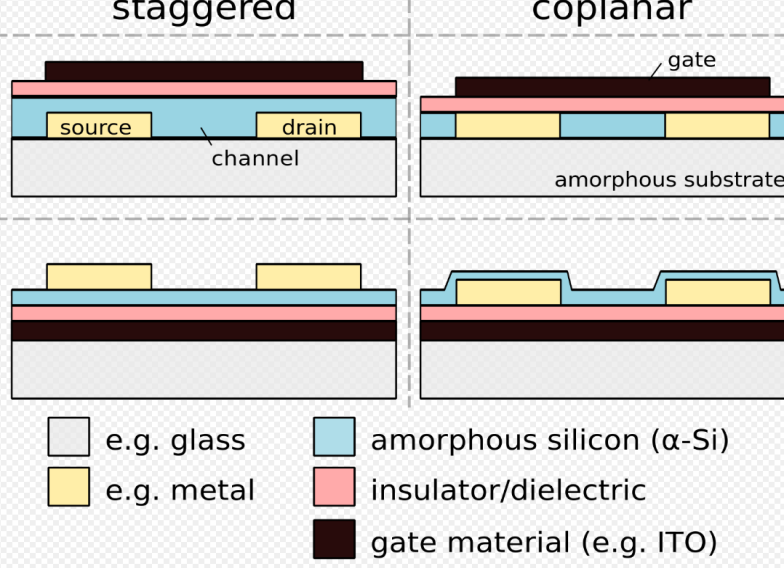 staggered
coplanar
gate
source
drain
channel
amorphous substrate
e.g. glass
amorphous silicon (α-Si)
e.g. metal
insulator/dielectric
gate material (e.g. ITO)